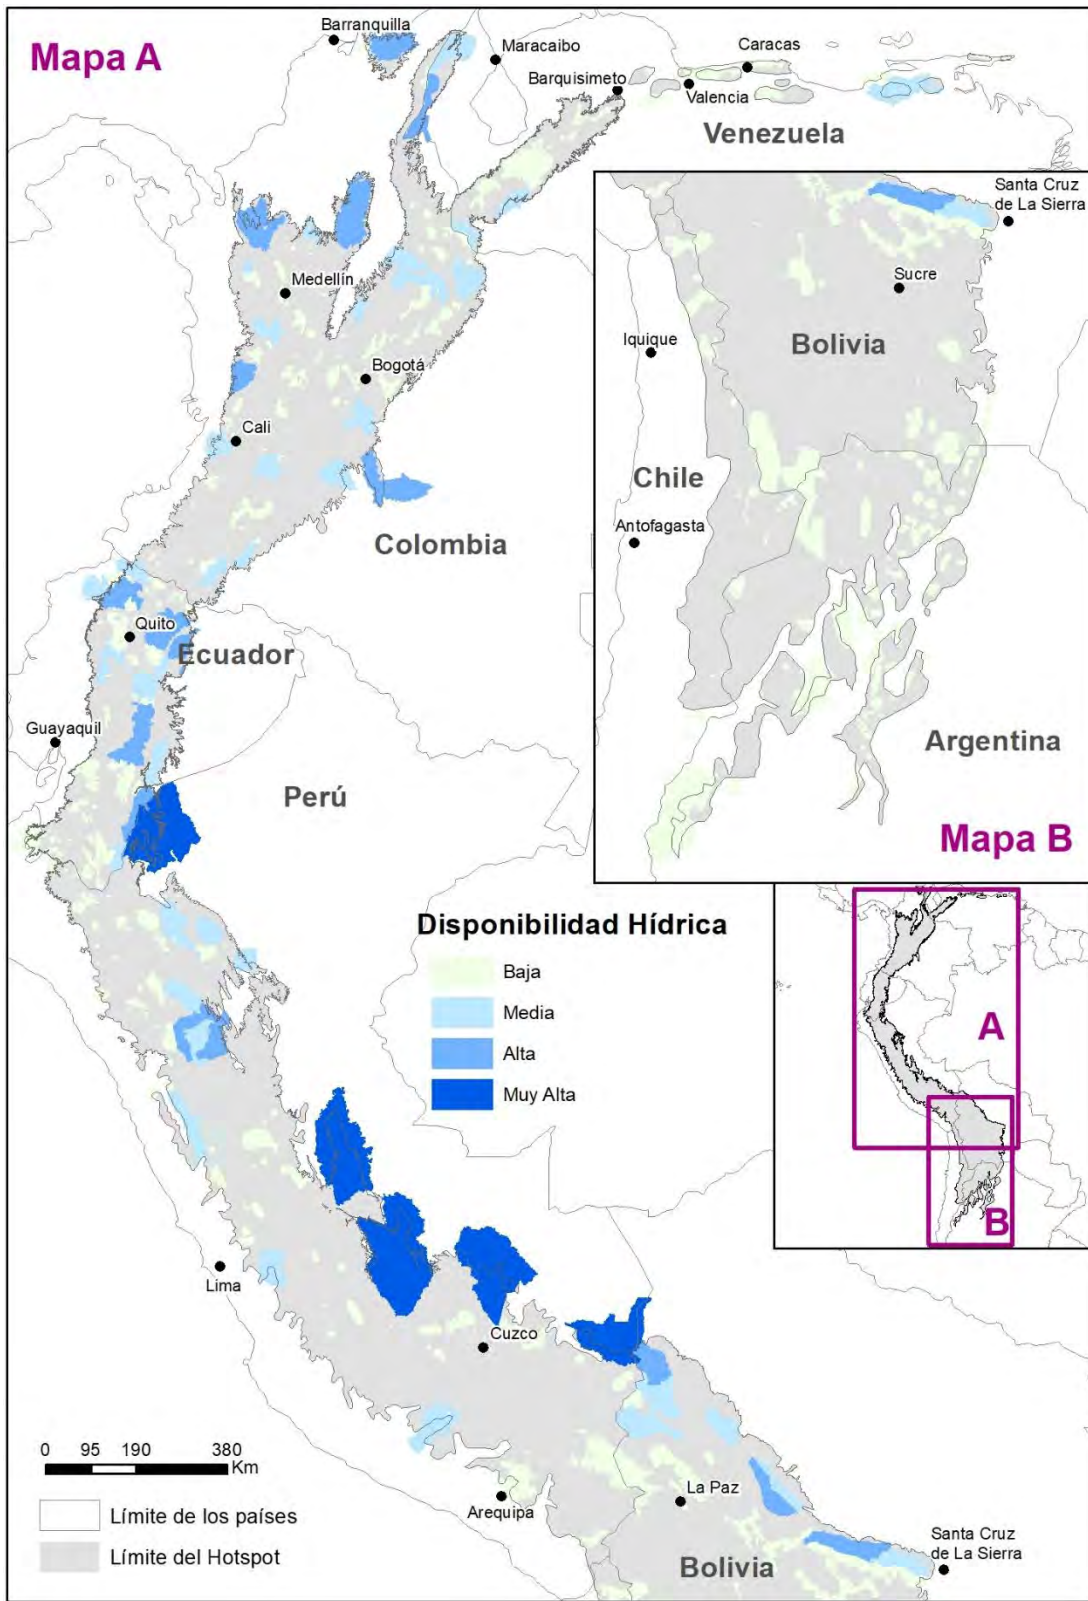 Mapa A
Barranquilla
Maracaibo
Caracas
Barquisimeto
Valencia
Venezuela
Medellín
Bogotá
Cali
Colombia
Quito
Ecuador
Guayaquil
Perú
Lima
Cuzco
Arequipa
La Paz
Santa Cruz
de La Sierra
Bolivia
Santa Cruz
de La Sierra
Sucre
Bolivia
Iquique
Chile
Antofagasta
Argentina
Mapa B
Disponibilidad Hídrica
Baja
Media
Alta
Muy Alta
A
B
0 95 190 380
Km
Límite de los países
Límite del Hotspot